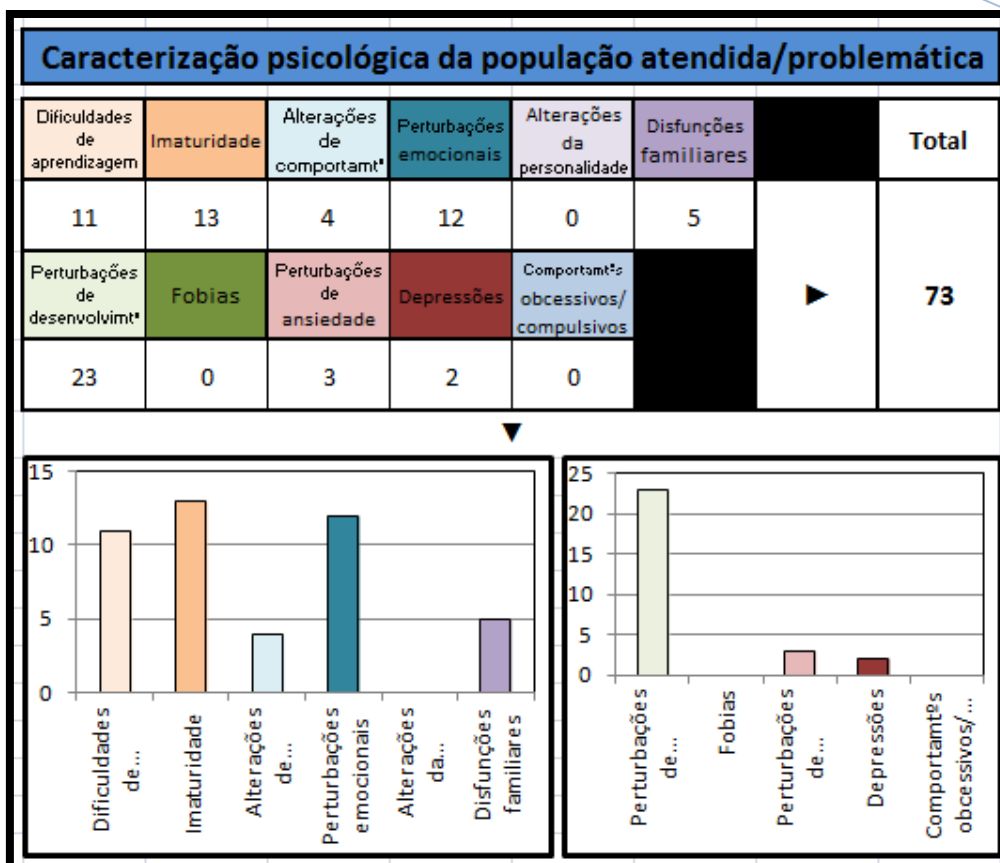 Caracterização psicológica da população atendida/problemática
Dificuldades de aprendizagem
Imaturidade
Alterações de comportamtº
Perturbações emocionais
Alterações da personalidade
Disfunções familiares
Total
11
13
4
12
0
5
73
►
Perturbações de desenvolvimtº
Fobias
Perturbações de ansiedade
Depressões
Comportamtºs obcessivos/ compulsivos
23
0
3
2
0
▼
15
10
5
0
Dificuldades de...
Imaturidade
Alterações de...
Perturbações emocionais
Alterações da...
Disfunções familiares
25
20
15
10
5
0
Perturbações de...
Fobias
Perturbações de...
Depressões
Comportamtºs obcessivos/...